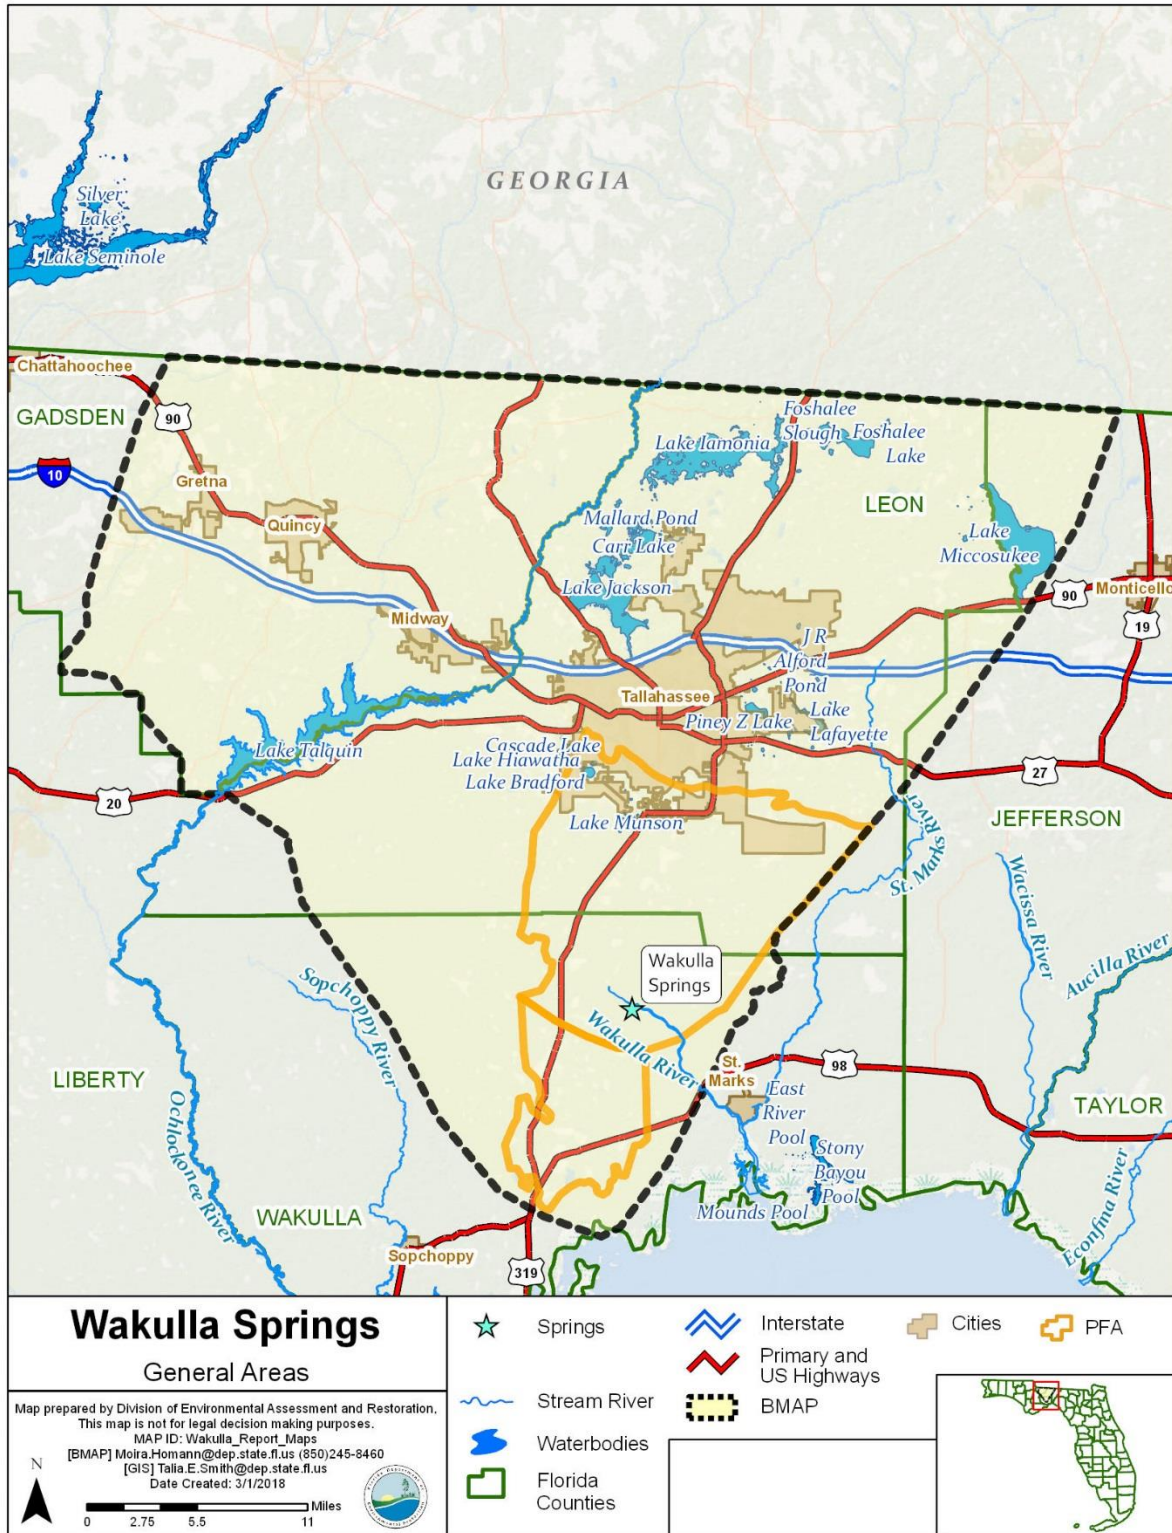 GEORGIA
Silver
Lake
Lake Seminole
Chattahoochee
GADSDEN
90
10
Gretna
Quincy
Foshalee
Slough
Foshalee
Lake
Lake Iamonia
LEON
Mallard Pond
Carr Lake
Lake
Miccosukee
Lake Jackson
90
Monticello
19
Midway
J R
Alford
Pond
Tallahassee
Piney Z Lake
Lake
Lafayette
Cascade Lake
Lake Hiawatha
Lake Bradford
Lake Talquin
20
27
Lake Munson
JEFFERSON
St. Marks River
Wacissa River
Aucilla River
Wakulla
Springs
Sopchoppy River
Wakulla River
LIBERTY
St.
Marks
98
East
River
Pool
TAYLOR
Ochlockonee River
Stony
Bayou
Pool
Mounds Pool
WAKULLA
Econfina River
Sopchoppy
319
Wakulla Springs
General Areas
Map prepared by Division of Environmental Assessment and Restoration.
This map is not for legal decision making purposes.
MAP ID: Wakulla_Report_Maps
[BMAP] Moira.Homann@dep.state.fl.us (850)245-8460
[GIS] Talia.E.Smith@dep.state.fl.us
Date Created: 3/1/2018
N
Miles
0 2.75 5.5 11
Springs
Interstate
Cities
PFA
Primary and
US Highways
Stream River
BMAP
Waterbodies
Florida
Counties